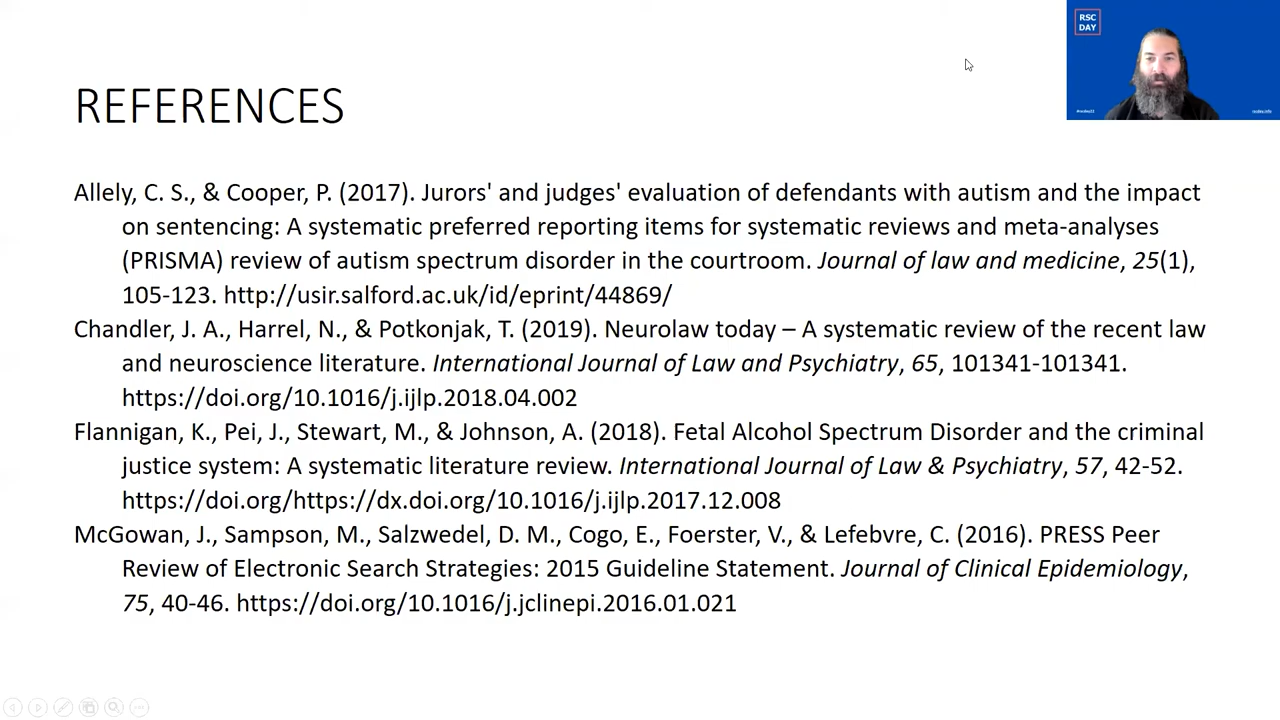 RSC
DAY
REFERENCES
Allely, C. S., & Cooper, P. (2017). Jurors' and judges' evaluation of defendants with autism and the impact
on sentencing: A systematic preferred reporting items for systematic reviews and meta-analyses
(PRISMA) review of autism spectrum disorder in the courtroom. Journal of law and medicine, 25(1),
105-123. http://usir.salford.ac.uk/id/eprint/44869/
Chandler, J. A., Harrel, N., & Potkonjak, T. (2019). Neurolaw today – A systematic review of the recent law
and neuroscience literature. International Journal of Law and Psychiatry, 65, 101341-101341.
https://doi.org/10.1016/j.ijlp.2018.04.002
Flannigan, K., Pei, J., Stewart, M., & Johnson, A. (2018). Fetal Alcohol Spectrum Disorder and the criminal
justice system: A systematic literature review. International Journal of Law & Psychiatry, 57, 42-52.
https://doi.org/https://dx.doi.org/10.1016/j.ijlp.2017.12.008
McGowan, J., Sampson, M., Salzwedel, D. M., Cogo, E., Foerster, V., & Lefebvre, C. (2016). PRESS Peer
Review of Electronic Search Strategies: 2015 Guideline Statement. Journal of Clinical Epidemiology,
75, 40-46. https://doi.org/10.1016/j.jclinepi.2016.01.021